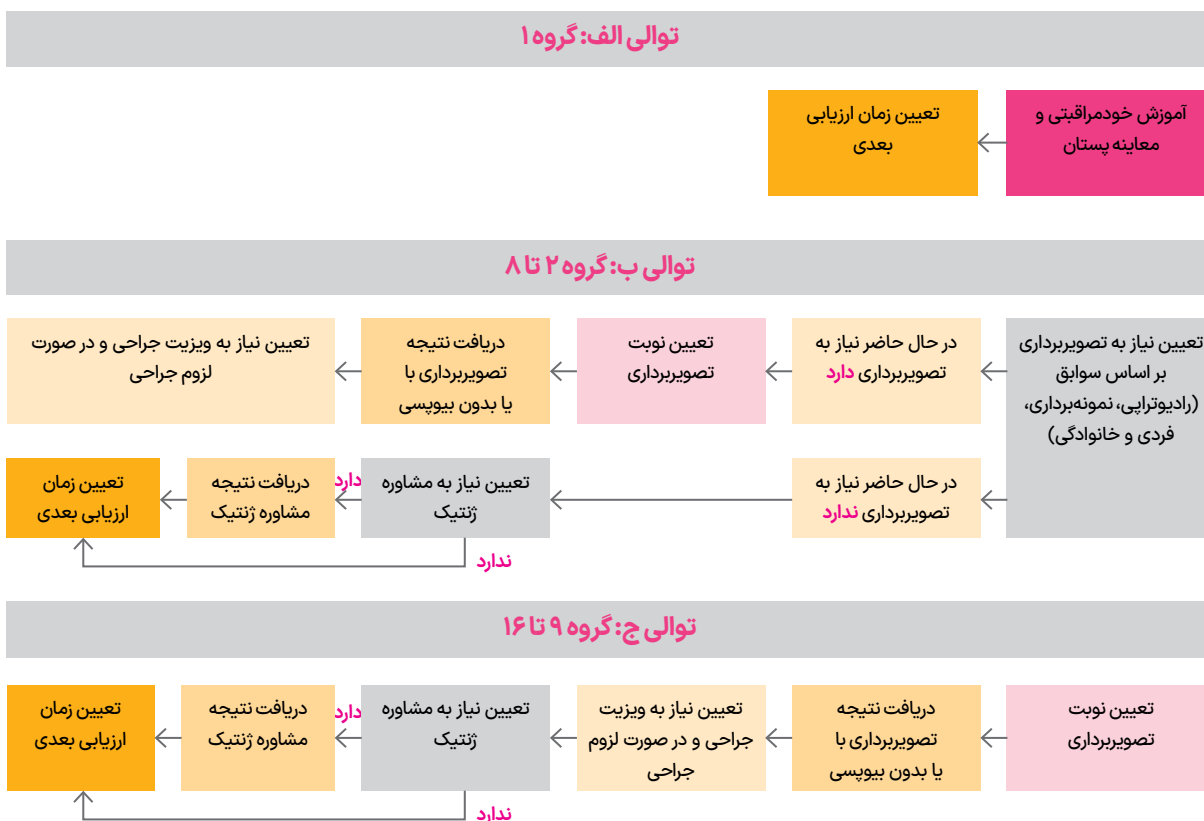 توالی الف: گروه ۱
آموزش خودمراقبتی و
معاینه پستان
تعیین زمان ارزیابی
بعدی
توالی ب: گروه ۲ تا ۸
تعیین نیاز به تصویربرداری
بر اساس سوابق
(رادیوتراپی، نمونه‌برداری،
فردی و خانوادگی)
در حال حاضر نیاز به
تصویربرداری دارد
تعیین نوبت
تصویربرداری
دریافت نتیجه
تصویربرداری با
یا بدون بیوپسی
تعیین نیاز به ویزیت جراحی و در صورت
لزوم جراحی
در حال حاضر نیاز به
تصویربرداری ندارد
تعیین نیاز به مشاوره
ژنتیک
دارد
دریافت نتیجه
مشاوره ژنتیک
تعیین زمان
ارزیابی بعدی
ندارد
توالی ج: گروه ۹ تا ۱۶
تعیین نوبت
تصویربرداری
دریافت نتیجه
تصویربرداری با
یا بدون بیوپسی
تعیین نیاز به ویزیت
جراحی و در صورت لزوم
جراحی
تعیین نیاز به مشاوره
ژنتیک
دارد
دریافت نتیجه
مشاوره ژنتیک
تعیین زمان
ارزیابی بعدی
ندارد